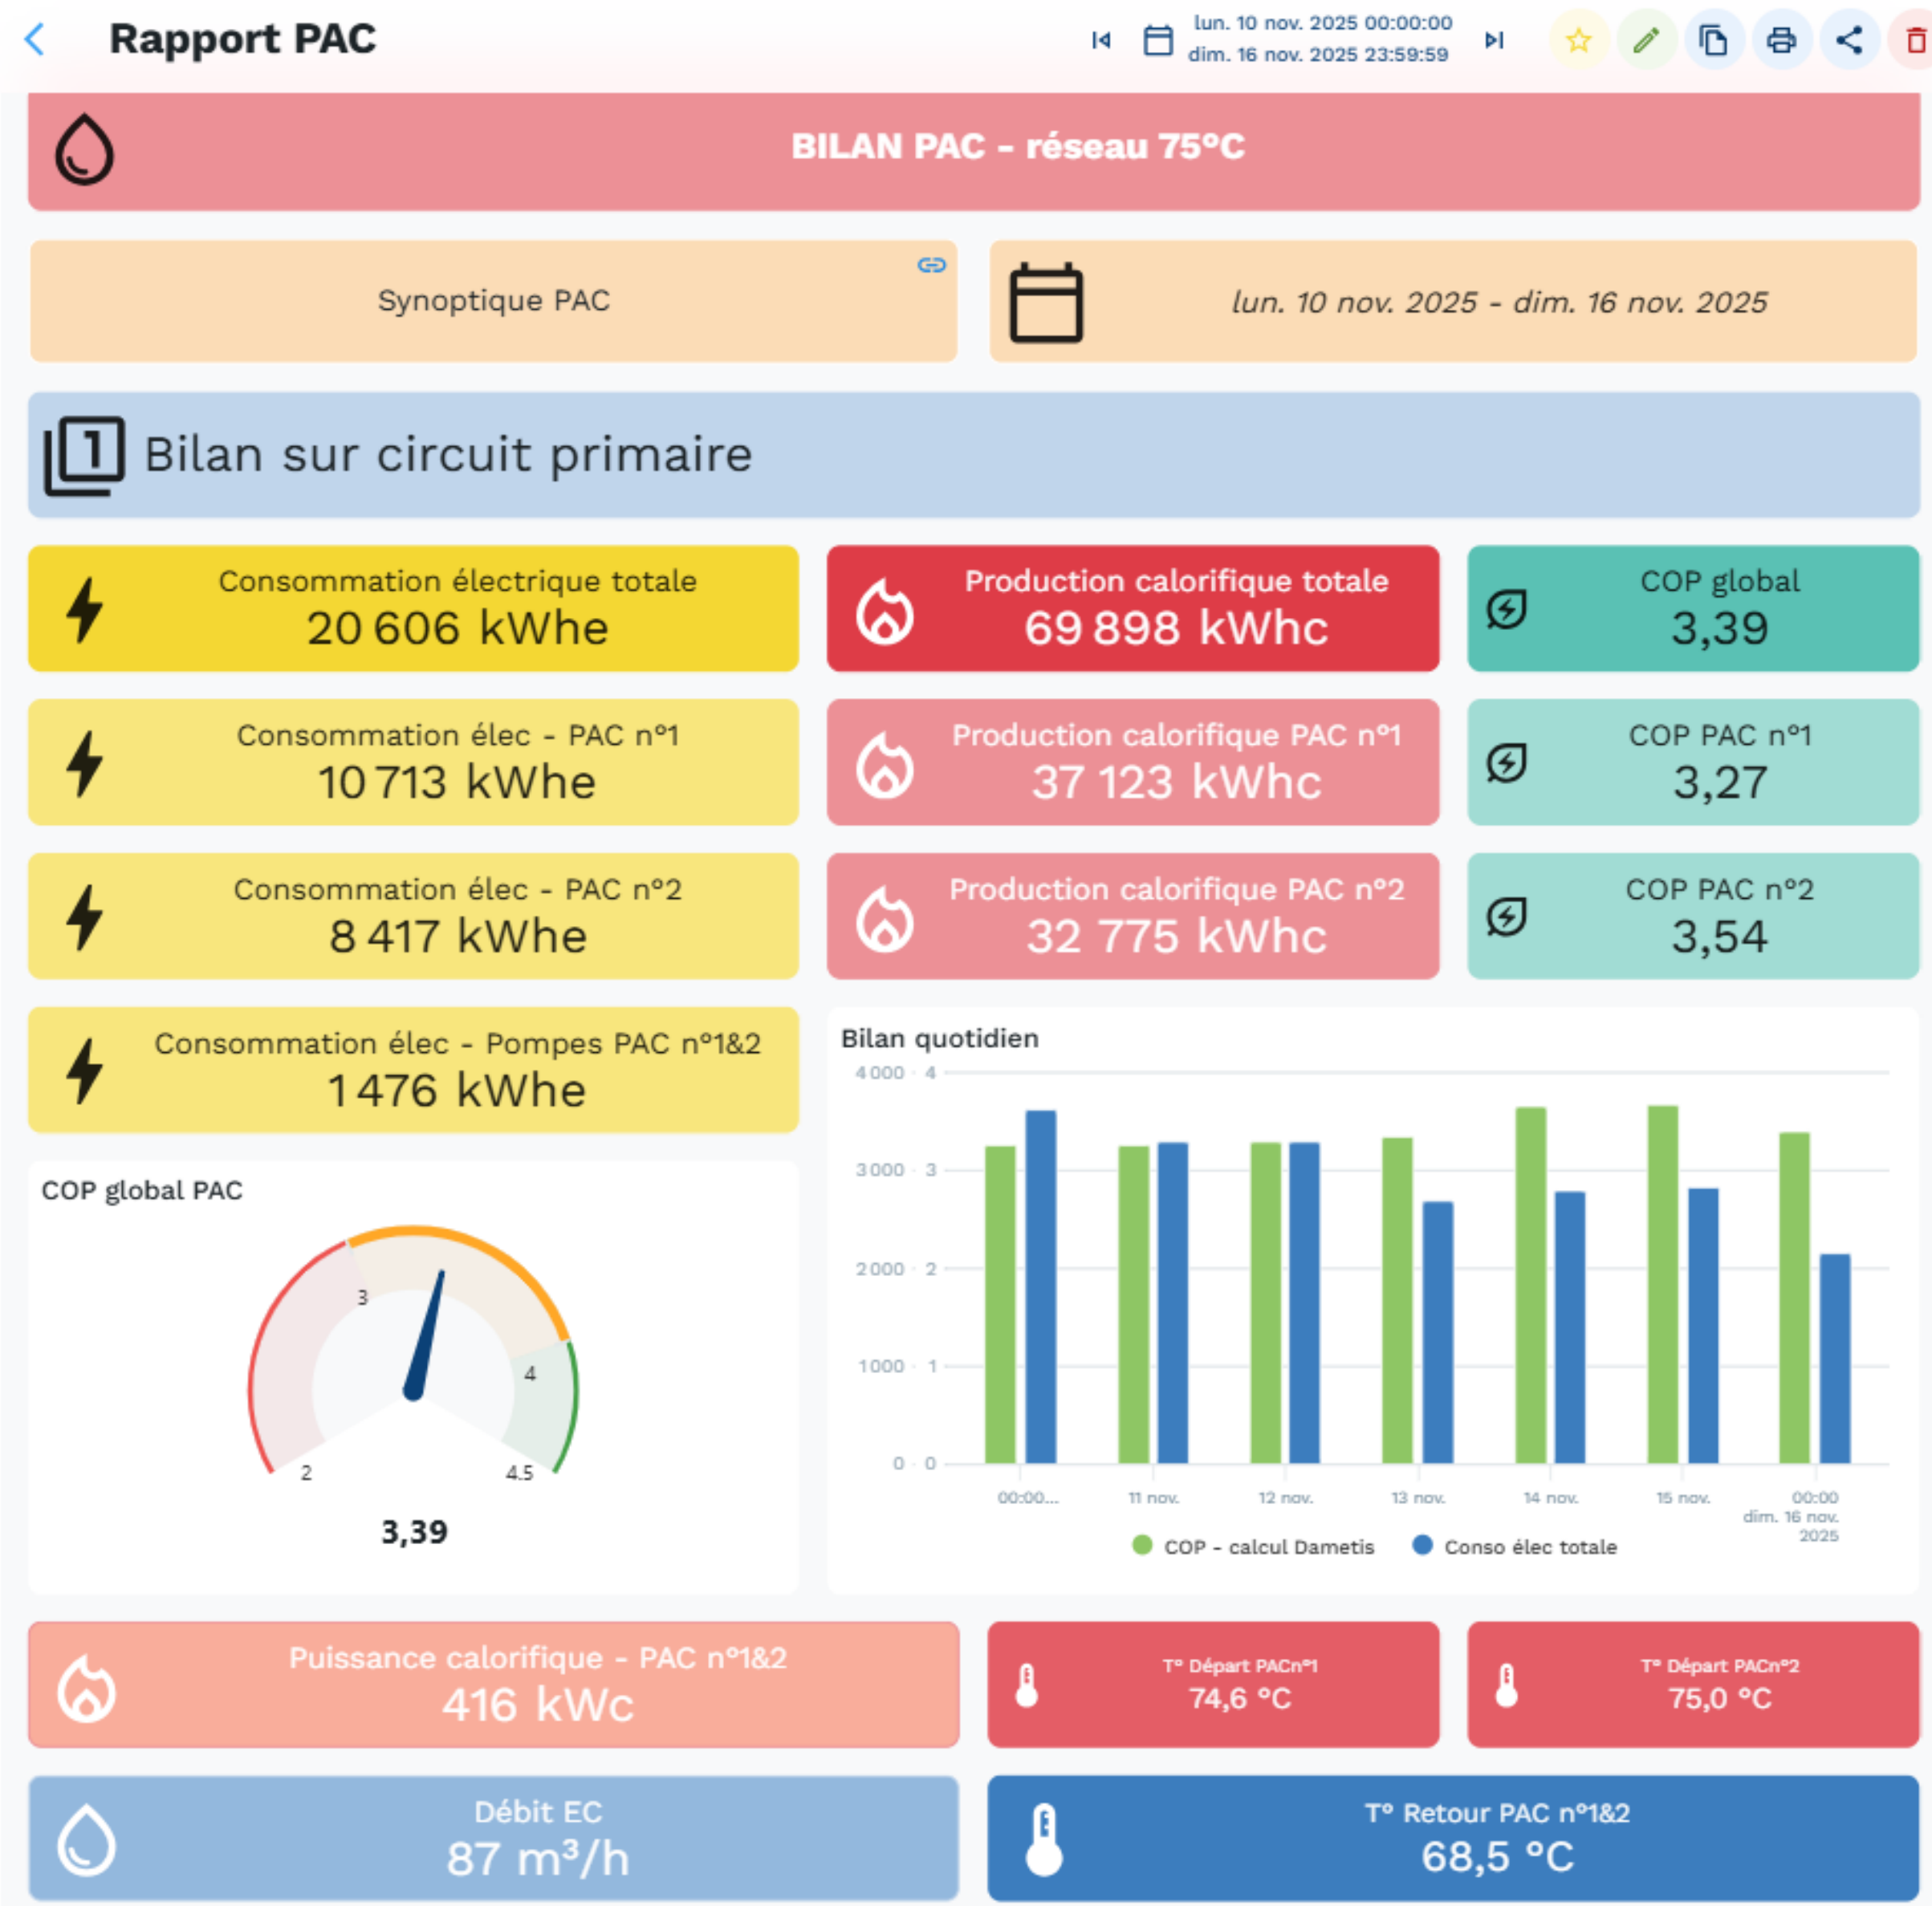 Rapport PAC
lun. 10 nov. 2025 00:00:00
dim. 16 nov. 2025 23:59:59
BILAN PAC - réseau 75°C
Synoptique PAC
lun. 10 nov. 2025 - dim. 16 nov. 2025
1
Bilan sur circuit primaire
Consommation électrique totale
20 606 kWhe
Production calorifique totale
69 898 kWhc
COP global
3,39
Consommation élec - PAC n°1
10 713 kWhe
Production calorifique PAC n°1
37 123 kWhc
COP PAC n°1
3,27
Consommation élec - PAC n°2
8 417 kWhe
Production calorifique PAC n°2
32 775 kWhc
COP PAC n°2
3,54
Consommation élec - Pompes PAC n°1&2
1 476 kWhe
COP global PAC
2
3
4
4.5
3,39
Bilan quotidien
4 000 4
3 000 3
2 000 2
1 000 1
0 0
00:00...
11 nov.
12 nov.
13 nov.
14 nov.
15 nov.
00:00
dim. 16 nov.
2025
COP - calcul Dametis
Conso élec totale
Puissance calorifique - PAC n°1&2
416 kWc
T° Départ PACn°1
74,6 °C
T° Départ PACn°2
75,0 °C
Débit EC
87 m³/h
T° Retour PAC n°1&2
68,5 °C